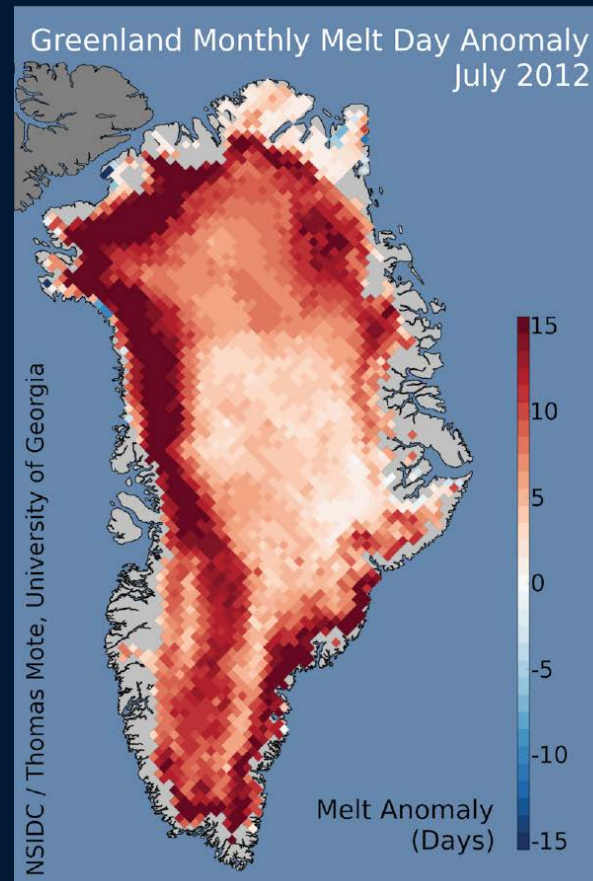 Greenland Monthly Melt Day Anomaly
July 2012
15
10
5
0
-5
-10
-15
Melt Anomaly
(Days)
NSIDC / Thomas Mote, University of Georgia